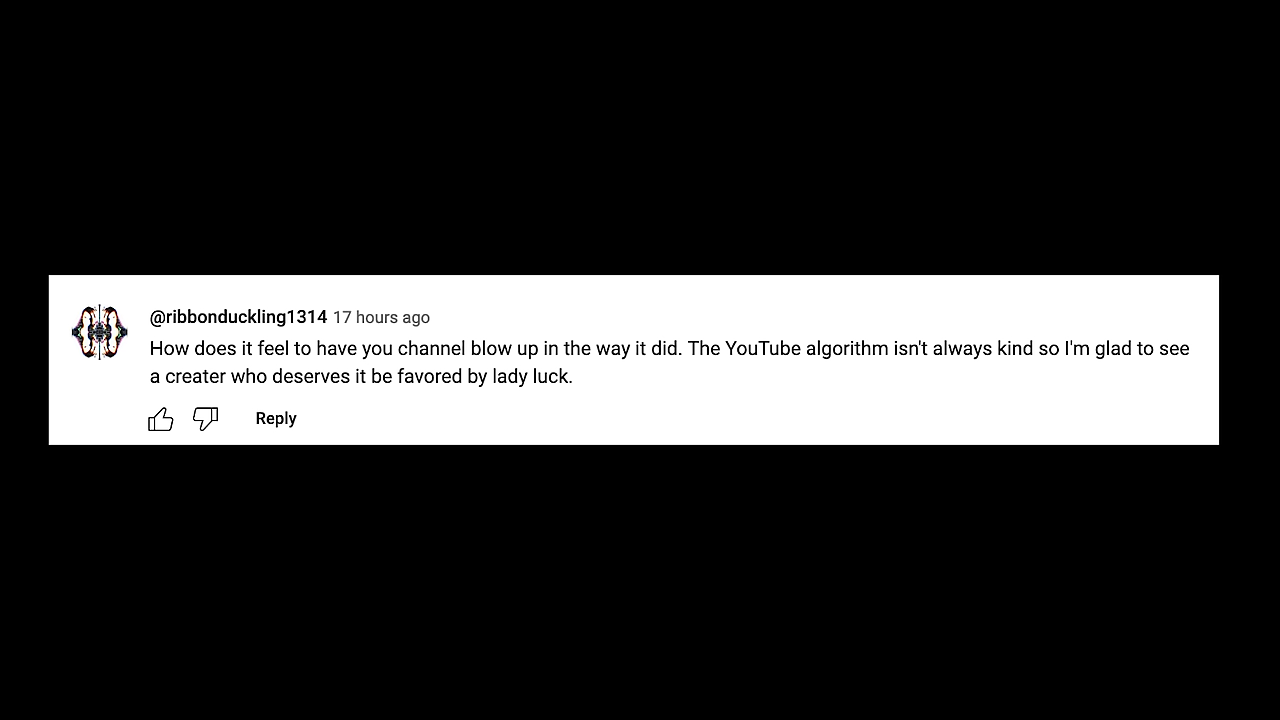 @ribbonduckling1314 17 hours ago
How does it feel to have you channel blow up in the way it did. The YouTube algorithm isn't always kind so I'm glad to see
a creater who deserves it be favored by lady luck.
Reply